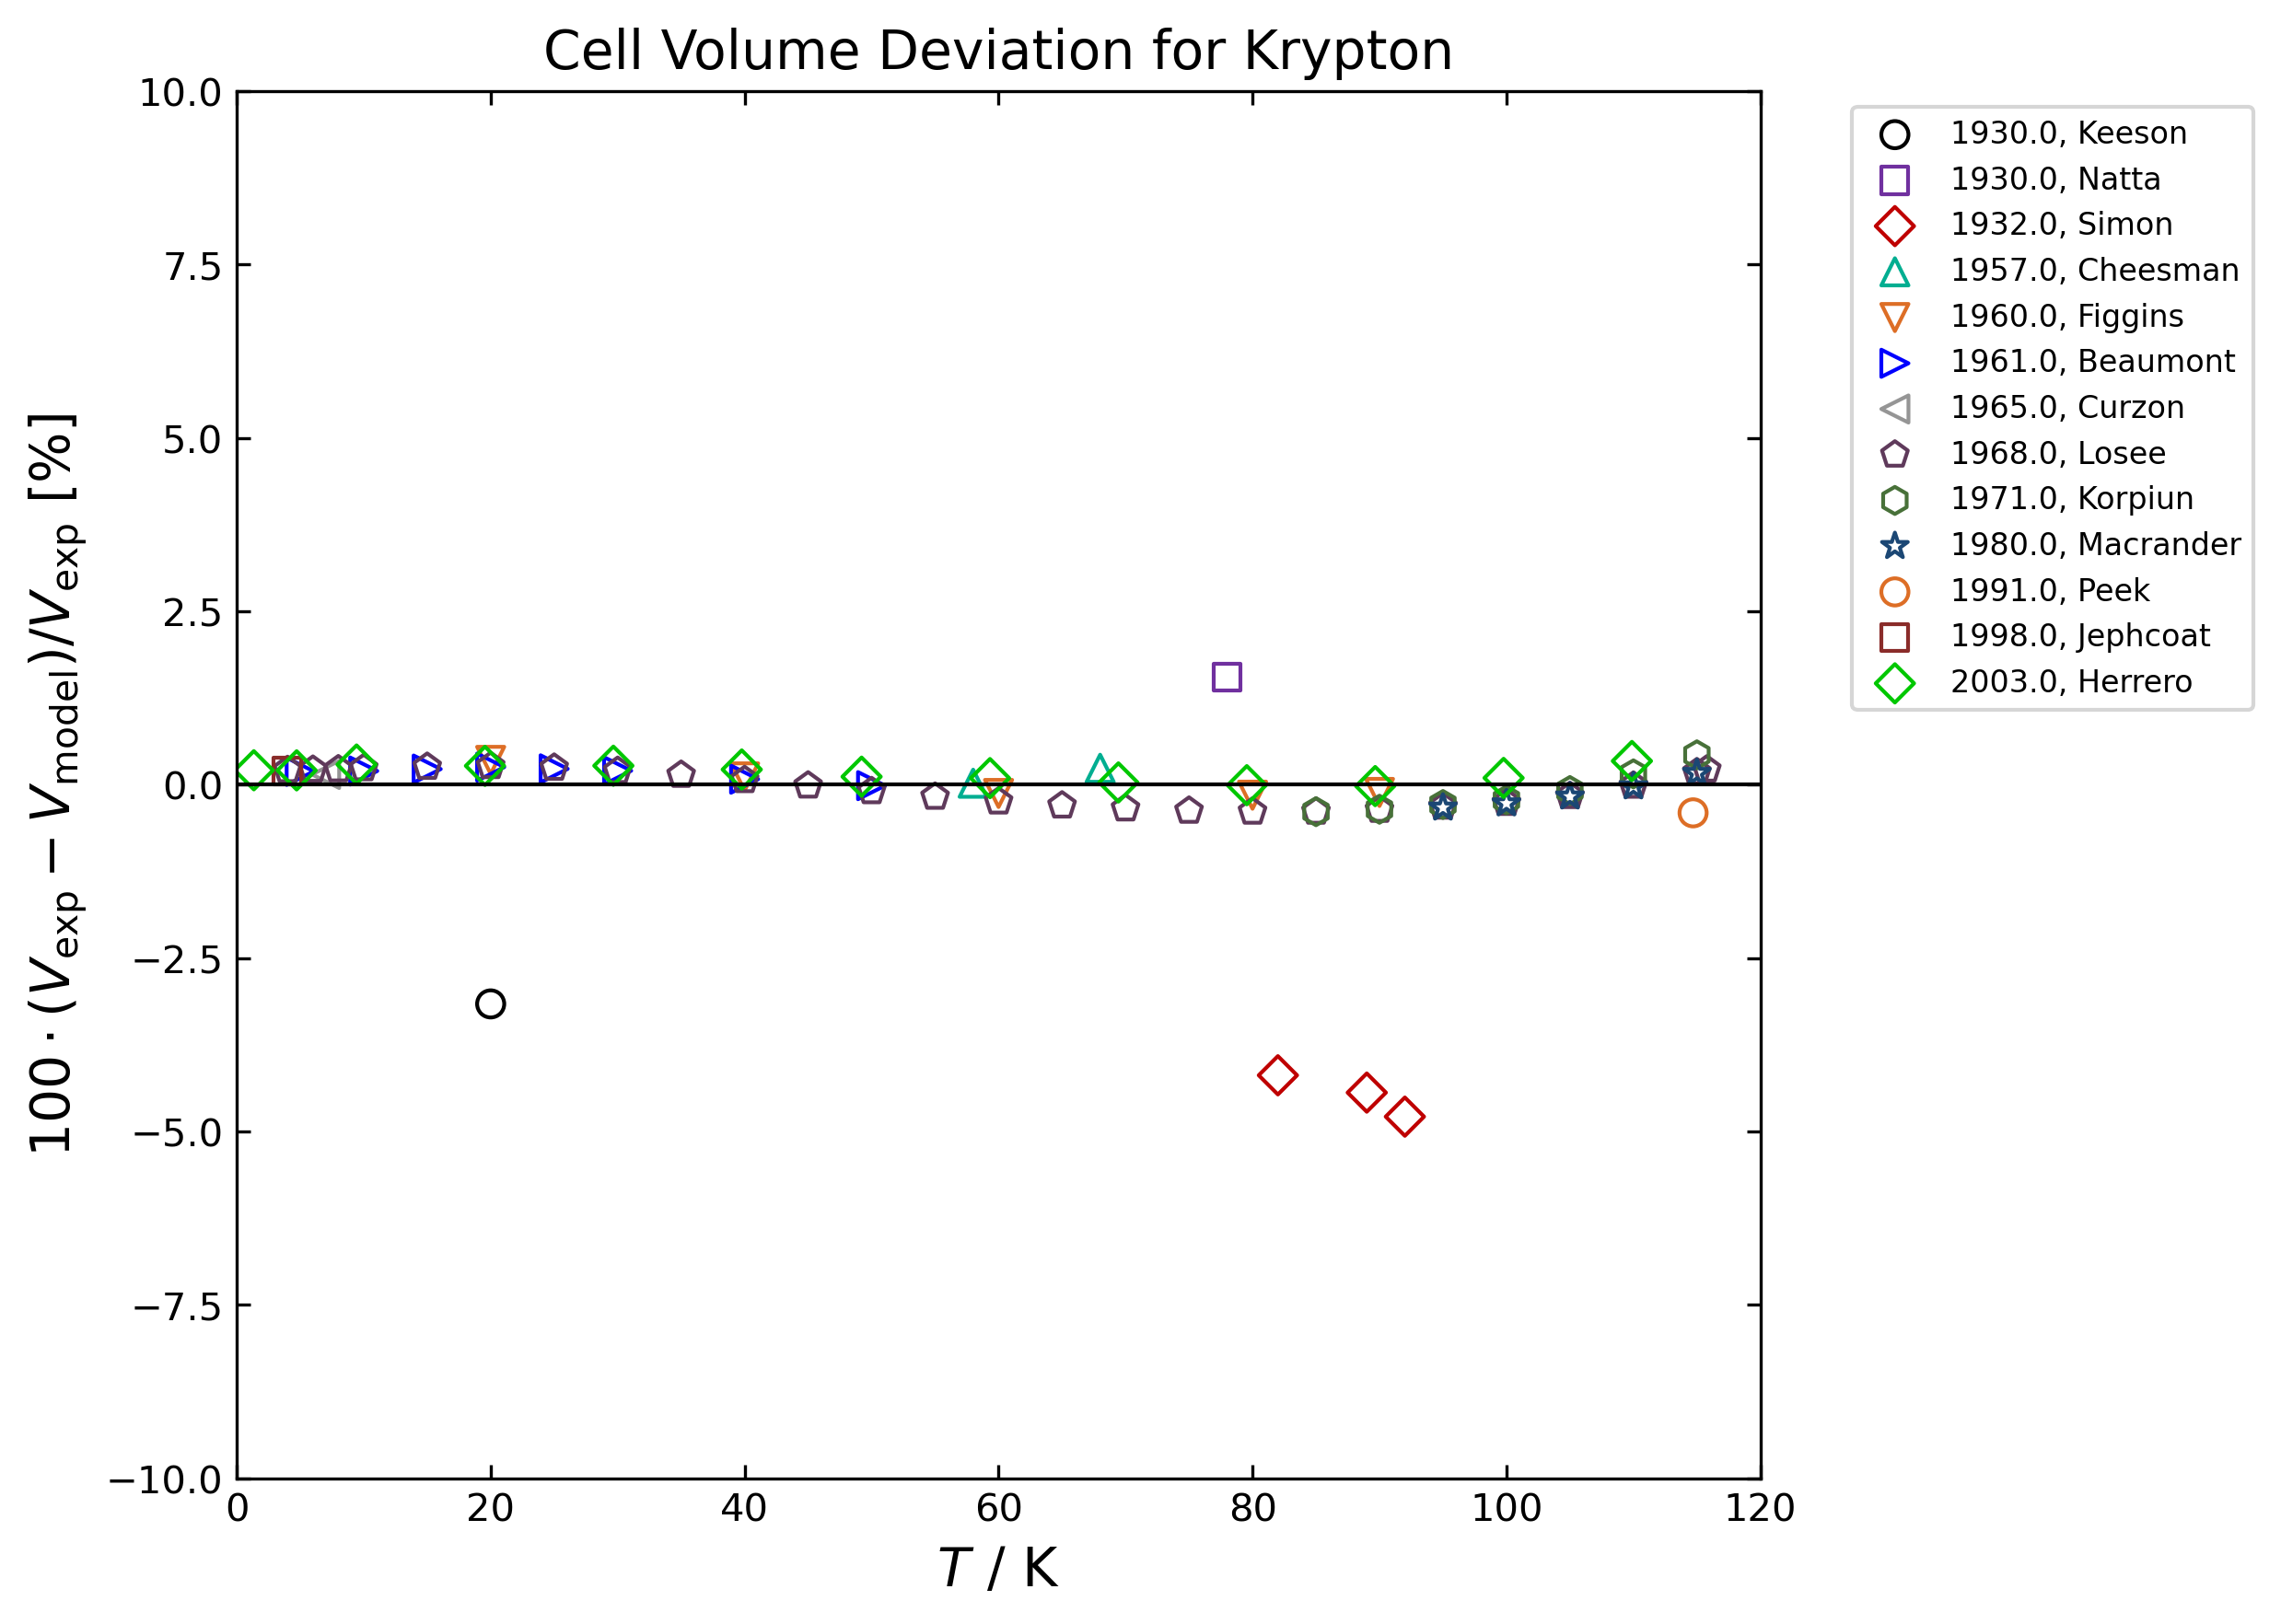 Cell Volume Deviation for Krypton
100 · (V_exp − V_model)/V_exp [%]
10.0
7.5
5.0
2.5
0.0
−2.5
−5.0
−7.5
−10.0
0 20 40 60 80 100 120
T / K
1930.0, Keeson
1930.0, Natta
1932.0, Simon
1957.0, Cheesman
1960.0, Figgins
1961.0, Beaumont
1965.0, Curzon
1968.0, Losee
1971.0, Korpiun
1980.0, Macrander
1991.0, Peek
1998.0, Jephcoat
2003.0, Herrero